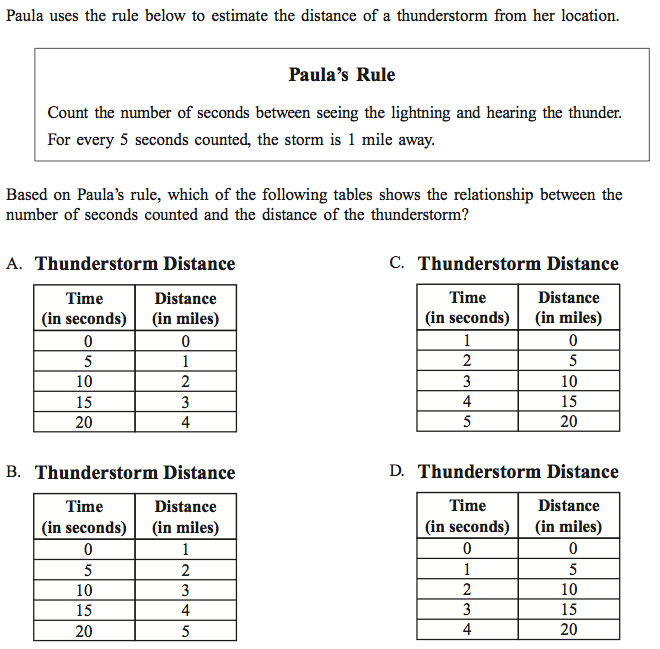 Paula uses the rule below to estimate the distance of a thunderstorm from her location.
Paula's Rule
Count the number of seconds between seeing the lightning and hearing the thunder.
For every 5 seconds counted, the storm is 1 mile away.
Based on Paula's rule, which of the following tables shows the relationship between the
number of seconds counted and the distance of the thunderstorm?
A. Thunderstorm Distance
Time Distance
(in seconds) (in miles)
0 0
5 1
10 2
15 3
20 4
B. Thunderstorm Distance
Time Distance
(in seconds) (in miles)
0 1
5 2
10 3
15 4
20 5
C. Thunderstorm Distance
Time Distance
(in seconds) (in miles)
1 0
2 5
3 10
4 15
5 20
D. Thunderstorm Distance
Time Distance
(in seconds) (in miles)
0 0
1 5
2 10
3 15
4 20